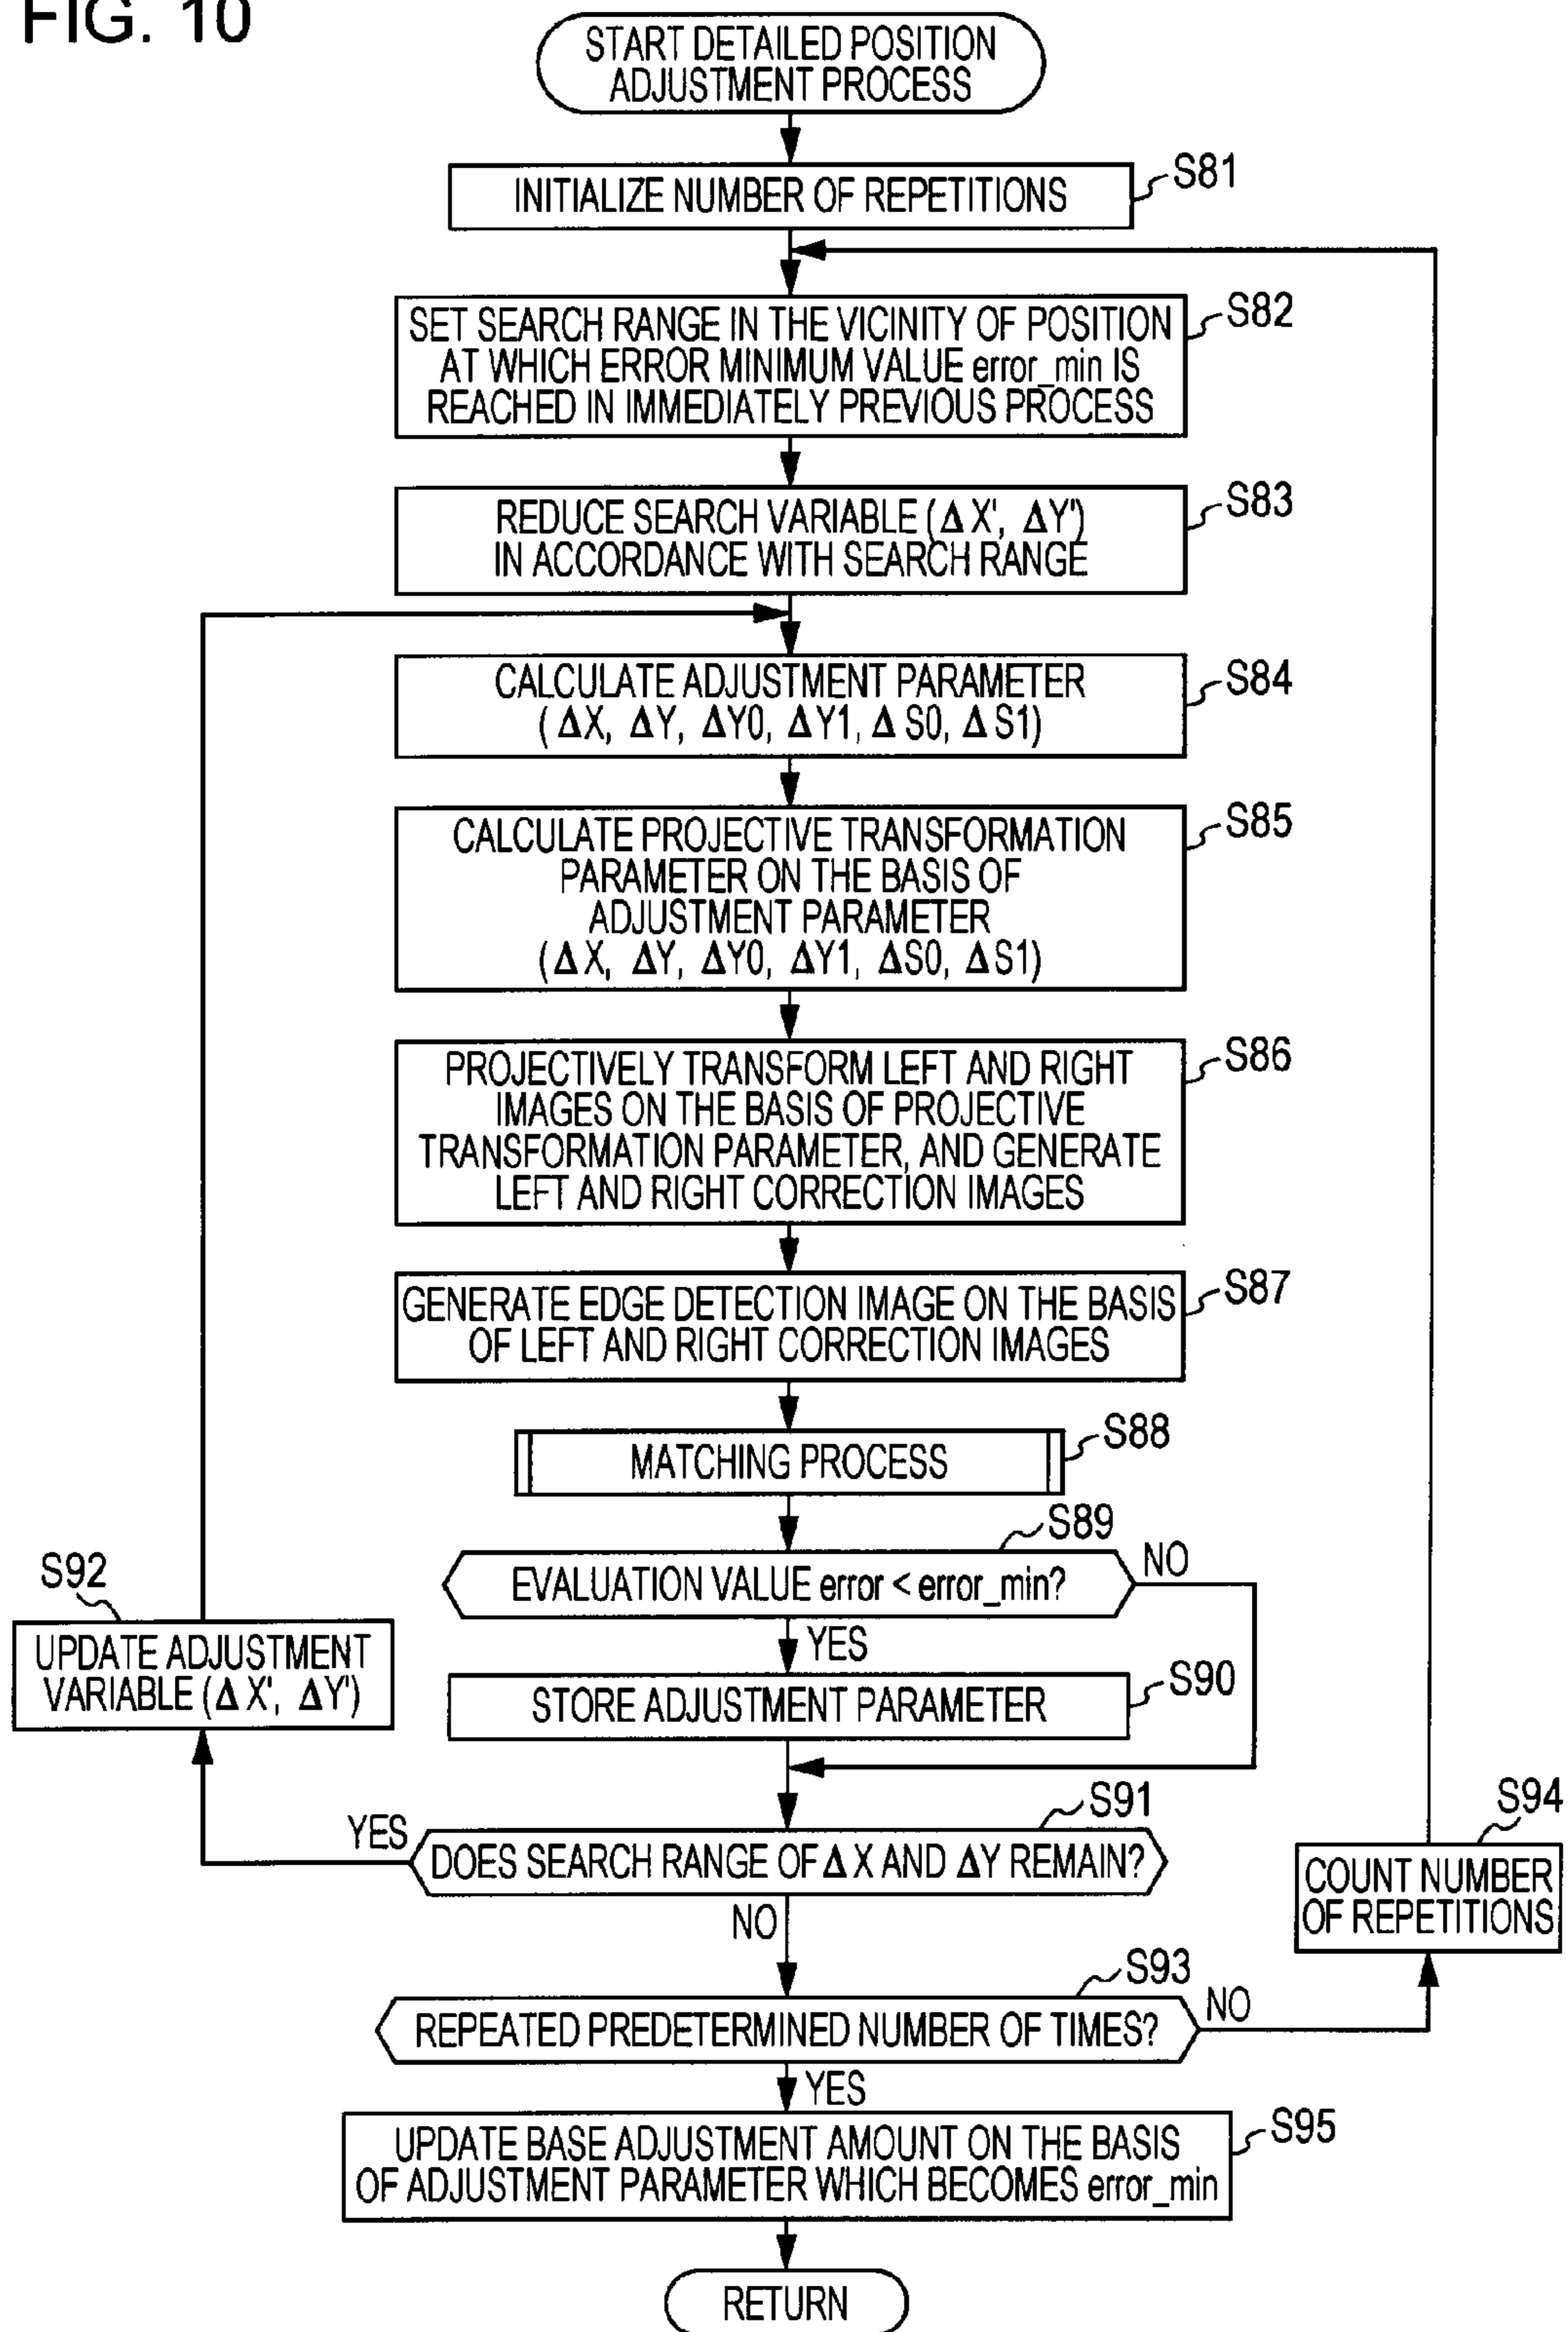 FIG. 10
START DETAILED POSITION
ADJUSTMENT PROCESS
S81
INITIALIZE NUMBER OF REPETITIONS
S82
SET SEARCH RANGE IN THE VICINITY OF POSITION
AT WHICH ERROR MINIMUM VALUE error_min IS
REACHED IN IMMEDIATELY PREVIOUS PROCESS
S83
REDUCE SEARCH VARIABLE (ΔX', ΔY')
IN ACCORDANCE WITH SEARCH RANGE
S84
CALCULATE ADJUSTMENT PARAMETER
(ΔX, ΔY, ΔY0, ΔY1, ΔS0, ΔS1)
S85
CALCULATE PROJECTIVE TRANSFORMATION
PARAMETER ON THE BASIS OF
ADJUSTMENT PARAMETER
(ΔX, ΔY, ΔY0, ΔY1, ΔS0, ΔS1)
S86
PROJECTIVELY TRANSFORM LEFT AND RIGHT
IMAGES ON THE BASIS OF PROJECTIVE
TRANSFORMATION PARAMETER, AND GENERATE
LEFT AND RIGHT CORRECTION IMAGES
S87
GENERATE EDGE DETECTION IMAGE ON THE BASIS
OF LEFT AND RIGHT CORRECTION IMAGES
S88
MATCHING PROCESS
S89
EVALUATION VALUE error < error_min?
NO
YES
S92
UPDATE ADJUSTMENT
VARIABLE (ΔX', ΔY')
S90
STORE ADJUSTMENT PARAMETER
S91
YES
DOES SEARCH RANGE OF ΔX AND ΔY REMAIN?
NO
S94
COUNT NUMBER
OF REPETITIONS
S93
REPEATED PREDETERMINED NUMBER OF TIMES?
NO
YES
S95
UPDATE BASE ADJUSTMENT AMOUNT ON THE BASIS
OF ADJUSTMENT PARAMETER WHICH BECOMES error_min
RETURN